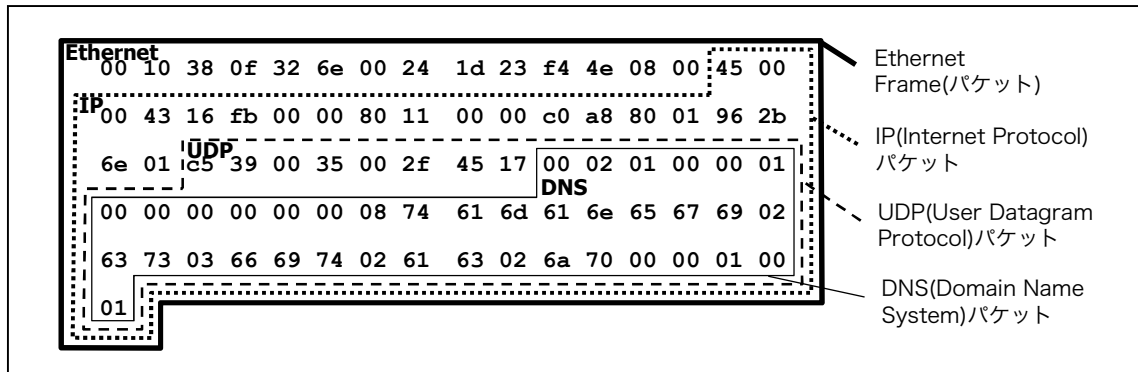 Ethernet
00 10 38 0f 32 6e 00 24 1d 23 f4 4e 08 00 45 00
IP
00 43 16 fb 00 00 80 11 00 00 c0 a8 80 01 96 2b
UDP
6e 01 c5 39 00 35 00 2f 45 17 00 02 01 00 00 01
DNS
00 00 00 00 00 00 08 74 61 6d 61 6e 65 67 69 02
63 73 03 66 69 74 02 61 63 02 6a 70 00 00 01 00
01
Ethernet
Frame(パケット)
IP(Internet Protocol)
パケット
UDP(User Datagram
Protocol)パケット
DNS(Domain Name
System)パケット